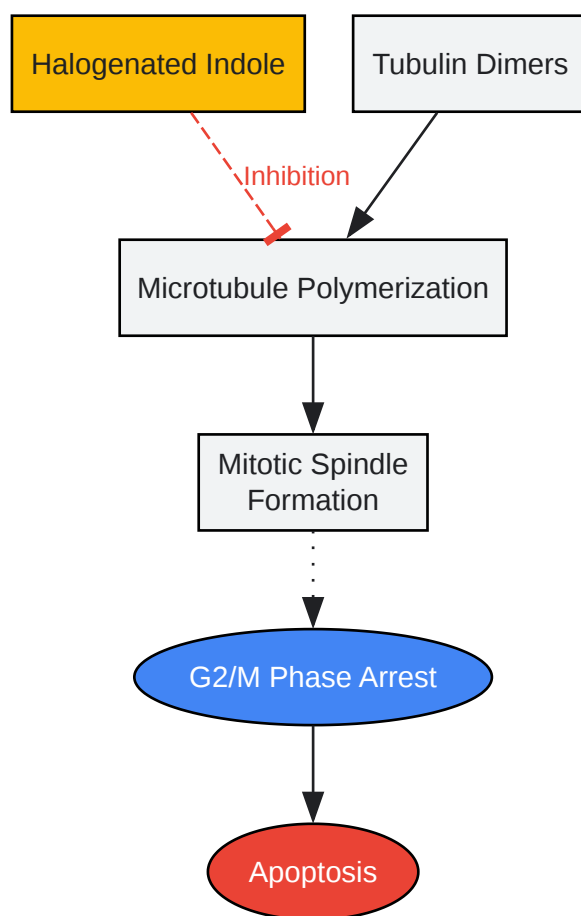 Halogenated Indole
Tubulin Dimers
Inhibition
Microtubule Polymerization
Mitotic Spindle
Formation
G2/M Phase Arrest
Apoptosis